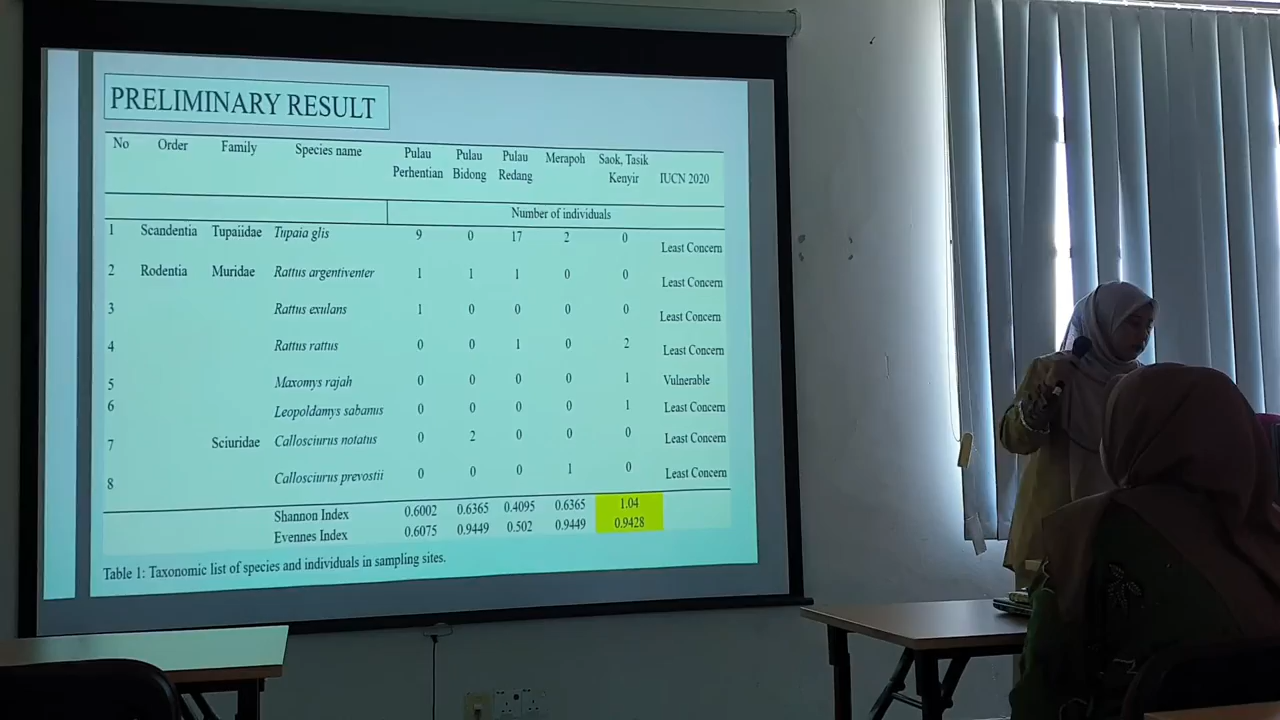 PRELIMINARY RESULT
No Order Family Species name Pulau Perhentian Pulau Bidong Pulau Redang Merapoh Saok, Tasik Kenyir IUCN 2020
Number of individuals
1 Scandentia Tupaiidae Tupaia glis 9 0 17 2 0 Least Concern
2 Rodentia Muridae Rattus argentiventer 1 1 1 0 0 Least Concern
3 Rattus exulans 1 0 0 0 0 Least Concern
4 Rattus rattus 0 0 1 0 2 Least Concern
5 Maxomys rajah 0 0 0 0 1 Vulnerable
6 Leopoldamys sabanus 0 0 0 0 1 Least Concern
7 Sciuridae Callosciurus notatus 0 2 0 0 0 Least Concern
8 Callosciurus prevostii 0 0 0 1 0 Least Concern
Shannon Index 0.6002 0.6365 0.4095 0.6365 1.04
Evennes Index 0.6075 0.9449 0.502 0.9449 0.9428
Table 1: Taxonomic list of species and individuals in sampling sites.